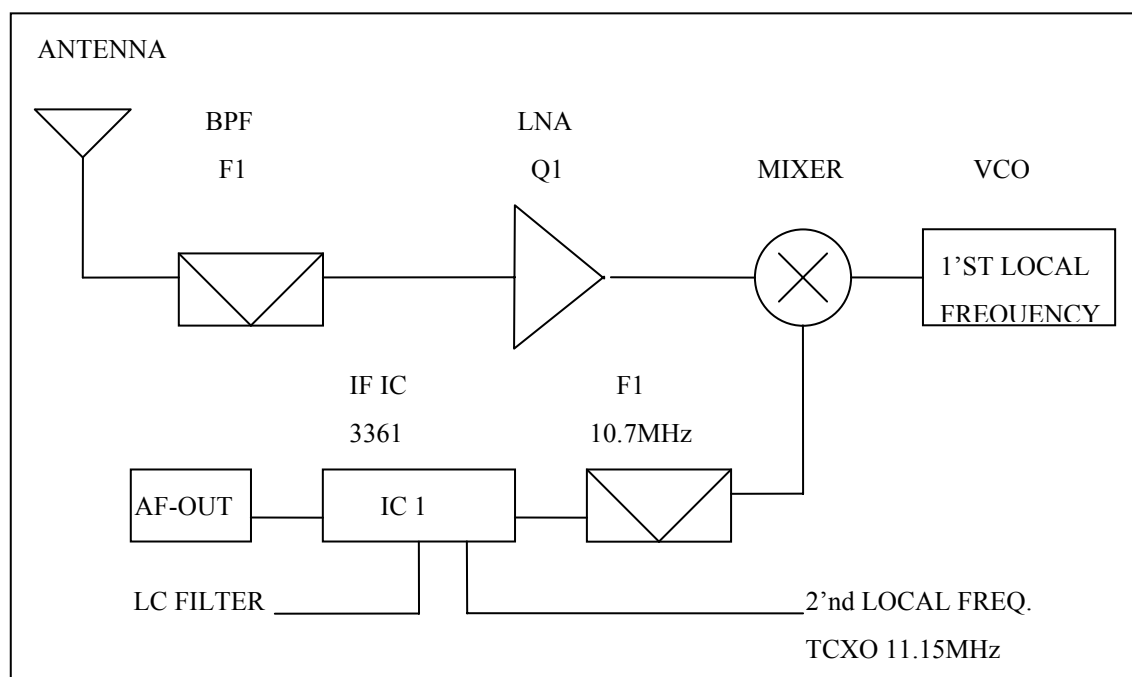 ANTENNA
BPF
F1
LNA
Q1
MIXER
VCO
1'ST LOCAL
FREQUENCY
IF IC
3361
F1
10.7MHz
AF-OUT
IC 1
LC FILTER
2’nd LOCAL FREQ.
TCXO 11.15MHz